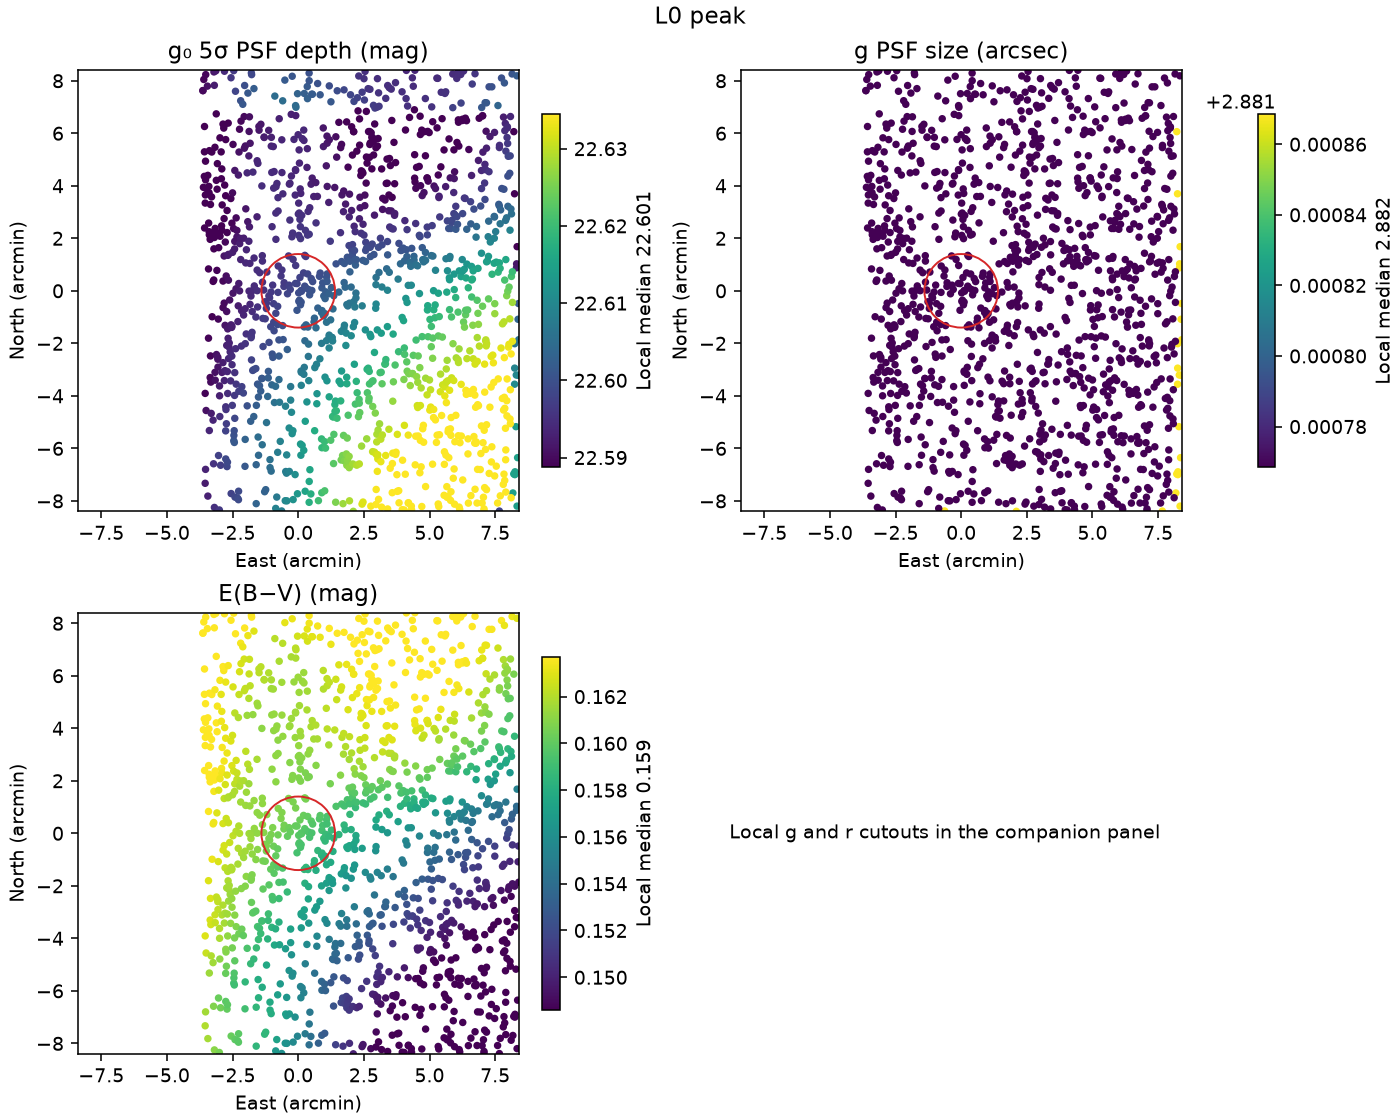 L0 peak
g₀ 5σ PSF depth (mag)
8
6
4
2
0
−2
−4
−6
−8
North (arcmin)
−7.5 −5.0 −2.5 0.0 2.5 5.0 7.5
East (arcmin)
22.63
22.62
22.61
22.60
22.59
Local median 22.601
g PSF size (arcsec)
8
6
4
2
0
−2
−4
−6
−8
North (arcmin)
−7.5 −5.0 −2.5 0.0 2.5 5.0 7.5
East (arcmin)
+2.881
0.00086
0.00084
0.00082
0.00080
0.00078
Local median 2.882
E(B−V) (mag)
8
6
4
2
0
−2
−4
−6
−8
North (arcmin)
−7.5 −5.0 −2.5 0.0 2.5 5.0 7.5
East (arcmin)
0.162
0.160
0.158
0.156
0.154
0.152
0.150
Local median 0.159
Local g and r cutouts in the companion panel